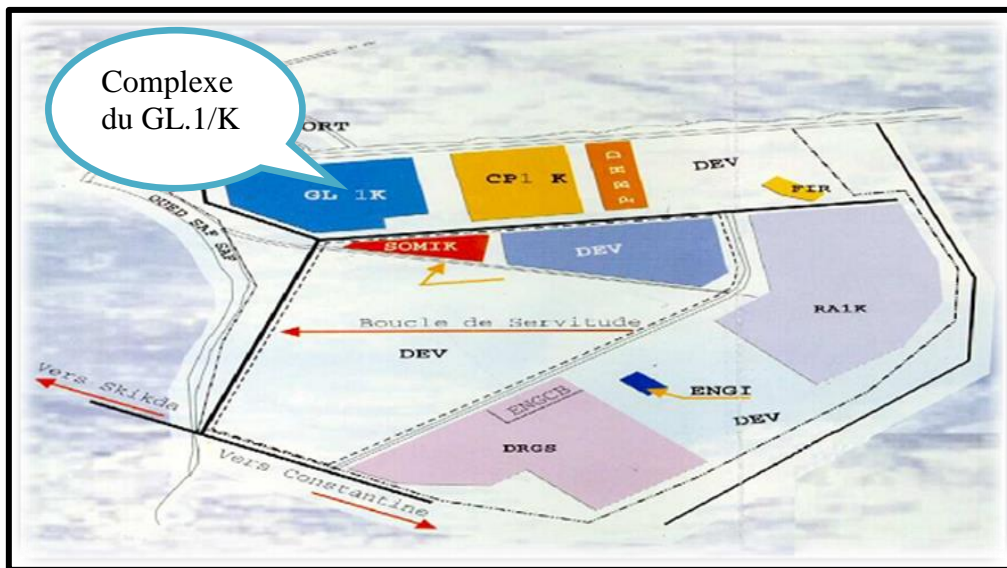 Complexe
du GL.1/K
ORT
GL 1K
CP1 K
DEV
FIR
OUED SAF SAF
SOMIK
DEV
RA1K
Boucle de Servitude
DEV
Vers Skikda
ENGI
ENGCB
DEV
DRGS
Vers Constantine